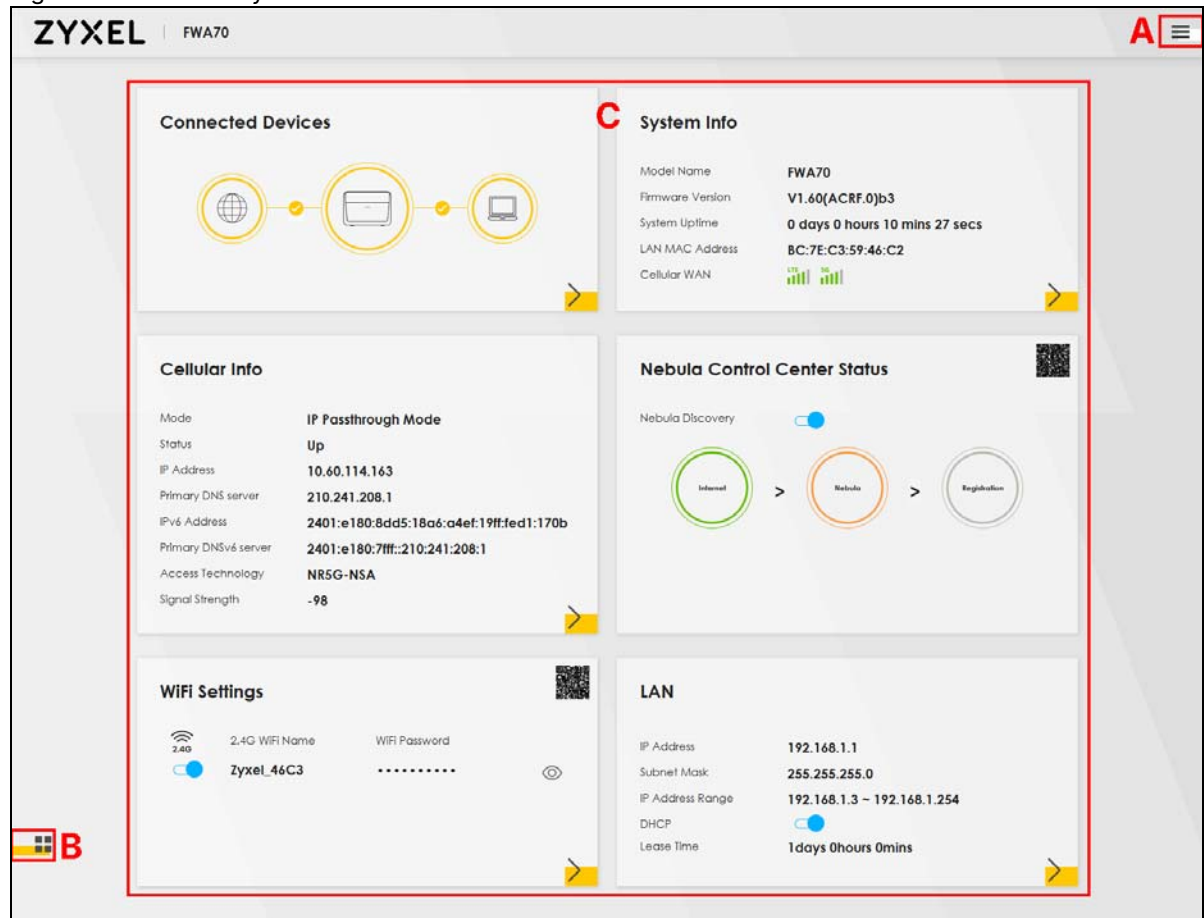 ZYXEL FWA70
A
C
Connected Devices
System Info
Model Name FWA70
Firmware Version V1.60(ACRF.0)b3
System Uptime 0 days 0 hours 10 mins 27 secs
LAN MAC Address BC:7E:C3:59:46:C2
Cellular WAN LTE 5G
Cellular Info
Mode IP Passthrough Mode
Status Up
IP Address 10.60.114.163
Primary DNS server 210.241.208.1
IPv6 Address 2401:e180:8dd5:18a6:a4ef:19ff:fed1:170b
Primary DNSv6 server 2401:e180:7fff::210:241:208:1
Access Technology NR5G-NSA
Signal Strength -98
Nebula Control Center Status
Nebula Discovery
Internet > Nebula > Registration
WiFi Settings
2.4G
2.4G WiFi Name WiFi Password
Zyxel_46C3 ••••••••••
LAN
IP Address 192.168.1.1
Subnet Mask 255.255.255.0
IP Address Range 192.168.1.3 ~ 192.168.1.254
DHCP
Lease Time 1days 0hours 0mins
B